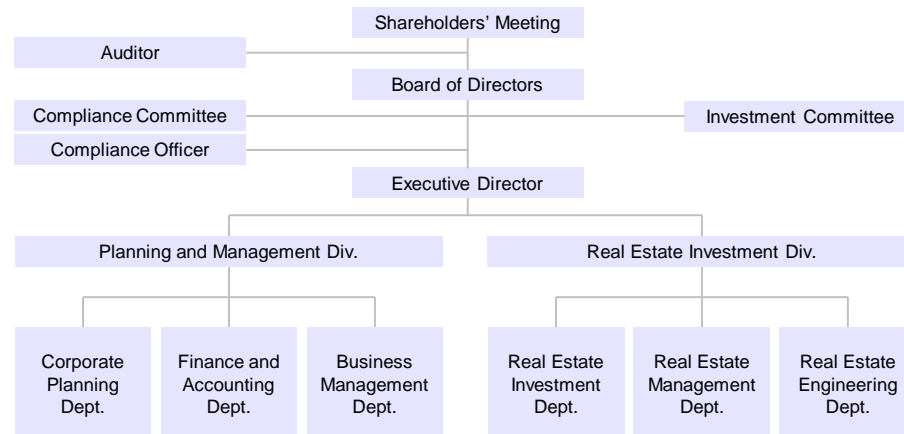 Shareholders' Meeting
Auditor
Board of Directors
Compliance Committee
Investment Committee
Compliance Officer
Executive Director
Planning and Management Div.
Real Estate Investment Div.
Corporate
Planning
Dept.
Finance and
Accounting
Dept.
Business
Management
Dept.
Real Estate
Investment
Dept.
Real Estate
Management
Dept.
Real Estate
Engineering
Dept.